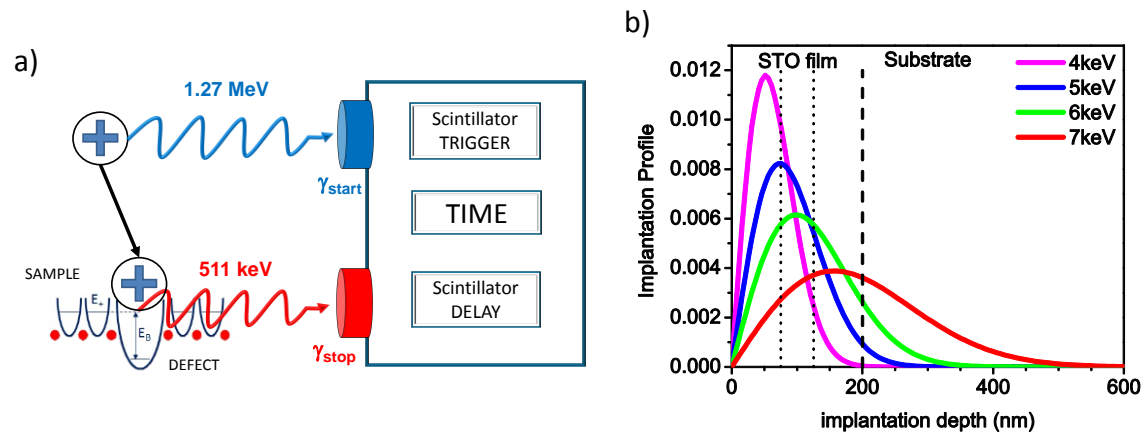 a)
1.27 MeV
γstart
Scintillator
TRIGGER
TIME
SAMPLE
E+
EB
DEFECT
511 keV
γstop
Scintillator
DELAY
b)
STO film
Substrate
4keV
5keV
6keV
7keV
Implantation Profile
0.012
0.010
0.008
0.006
0.004
0.002
0.000
0
200
400
600
implantation depth (nm)